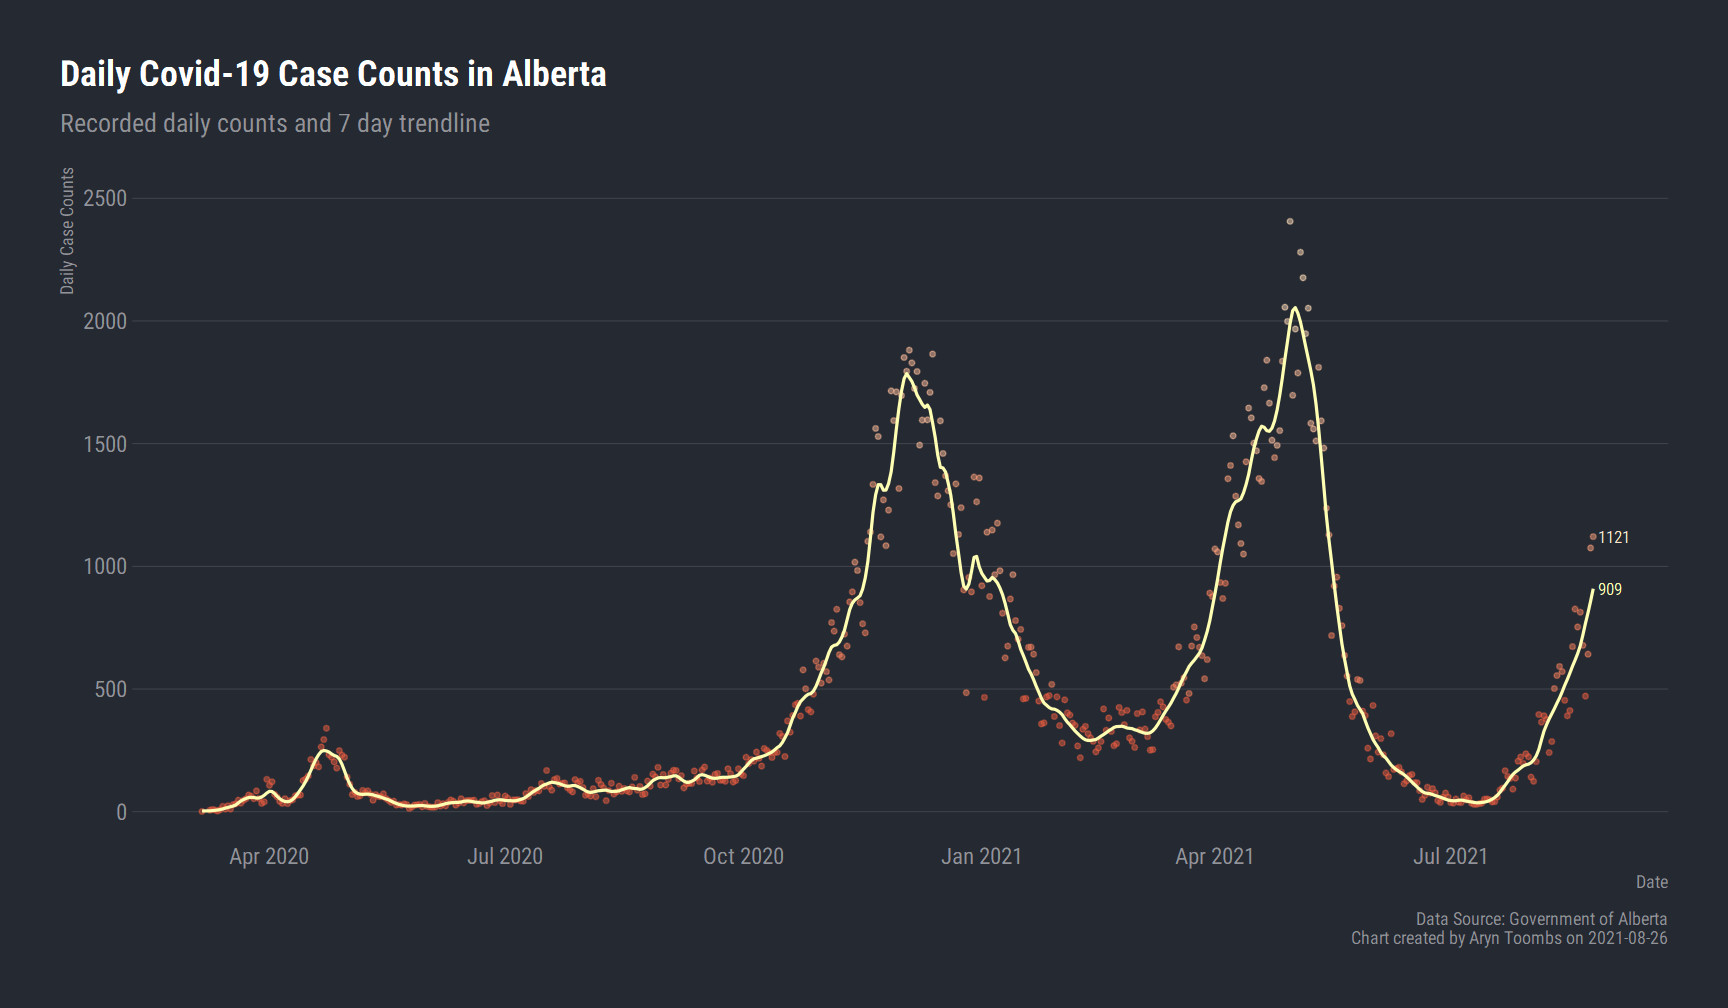 Daily Covid-19 Case Counts in Alberta
Recorded daily counts and 7 day trendline
Daily Case Counts
2500
2000
1500
1000
500
0
1121
909
Apr 2020
Jul 2020
Oct 2020
Jan 2021
Apr 2021
Jul 2021
Date
Data Source: Government of Alberta
Chart created by Aryn Toombs on 2021-08-26